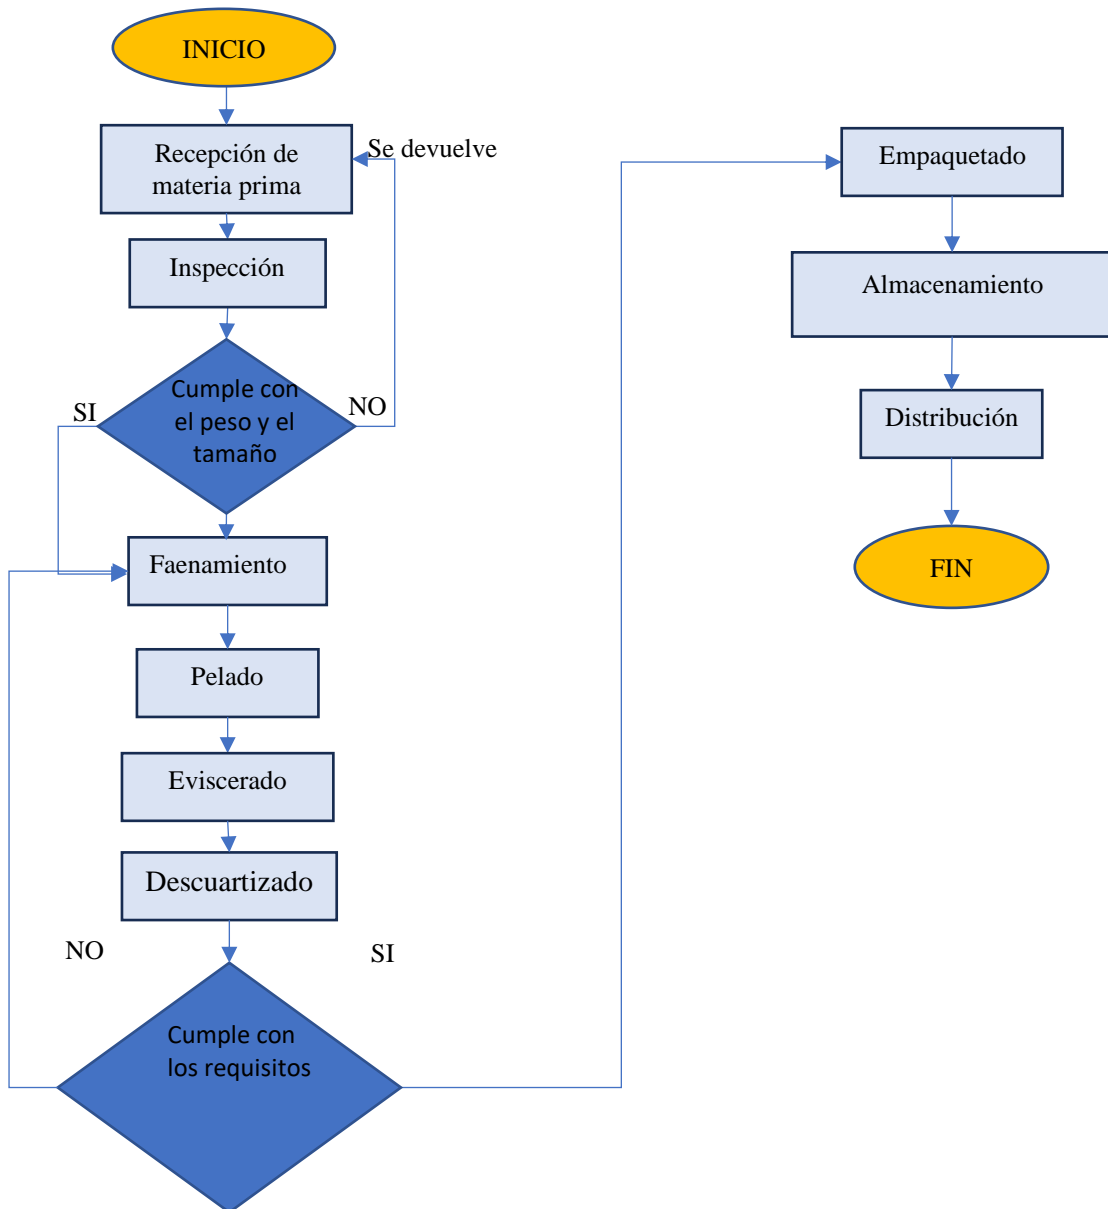 INICIO
Recepción de
materia prima
Se devuelve
Inspección
Cumple con
el peso y el
tamaño
SI
NO
Faenamiento
Pelado
Eviscerado
Descuartizado
NO
SI
Cumple con
los requisitos
Empaquetado
Almacenamiento
Distribución
FIN